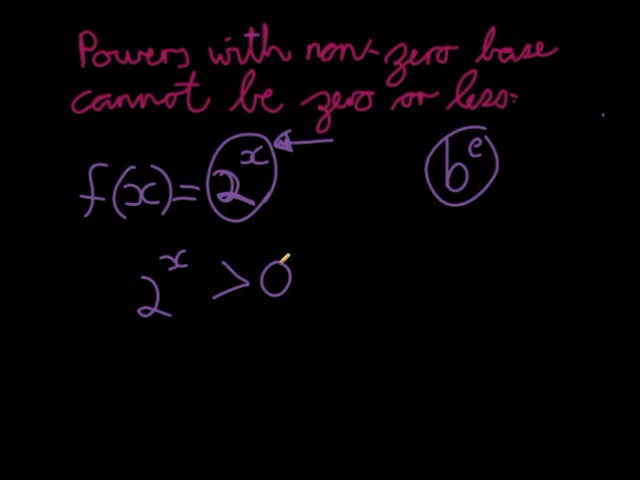 Powers with non-zero base
cannot be zero or less.
f(x)=2^x
b^e
2^x > 0